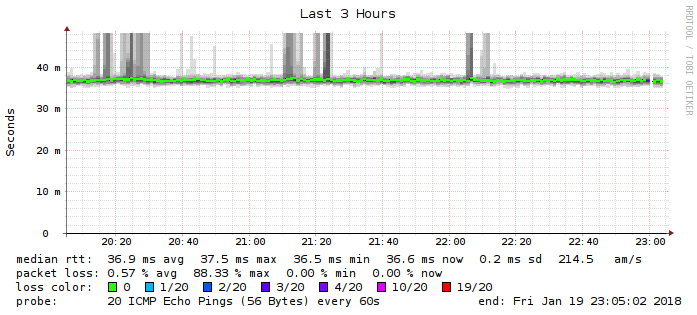 Last 3 Hours
RRDTOOL / TOBI OETIKER
Seconds
40 m
30 m
20 m
10 m
0
20:20 20:40 21:00 21:20 21:40 22:00 22:20 22:40 23:00
median rtt: 36.9 ms avg 37.5 ms max 36.5 ms min 36.6 ms now 0.2 ms sd 214.5 am/s
packet loss: 0.57 % avg 88.33 % max 0.00 % min 0.00 % now
loss color: 0 1/20 2/20 3/20 4/20 10/20 19/20
probe: 20 ICMP Echo Pings (56 Bytes) every 60s end: Fri Jan 19 23:05:02 2018